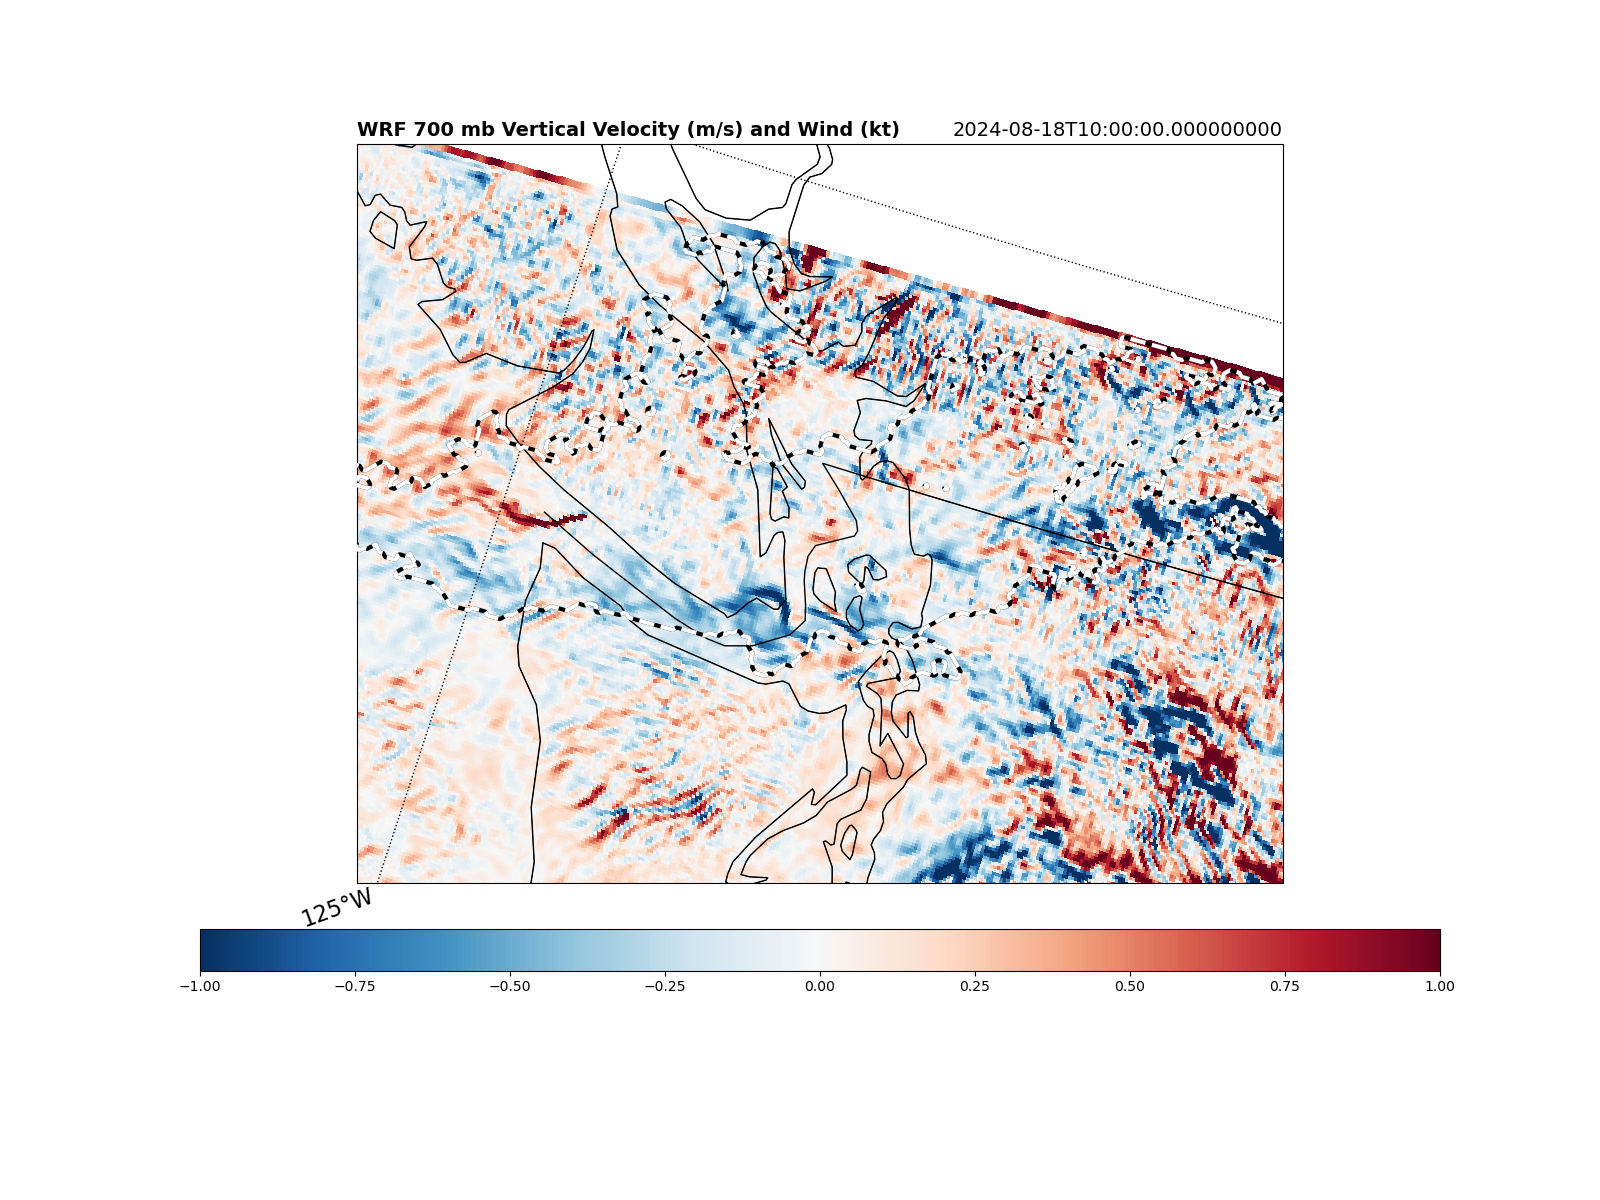 WRF 700 mb Vertical Velocity (m/s) and Wind (kt) 2024-08-18T10:00:00.000000000
125°W
−1.00 −0.75 −0.50 −0.25 0.00 0.25 0.50 0.75 1.00